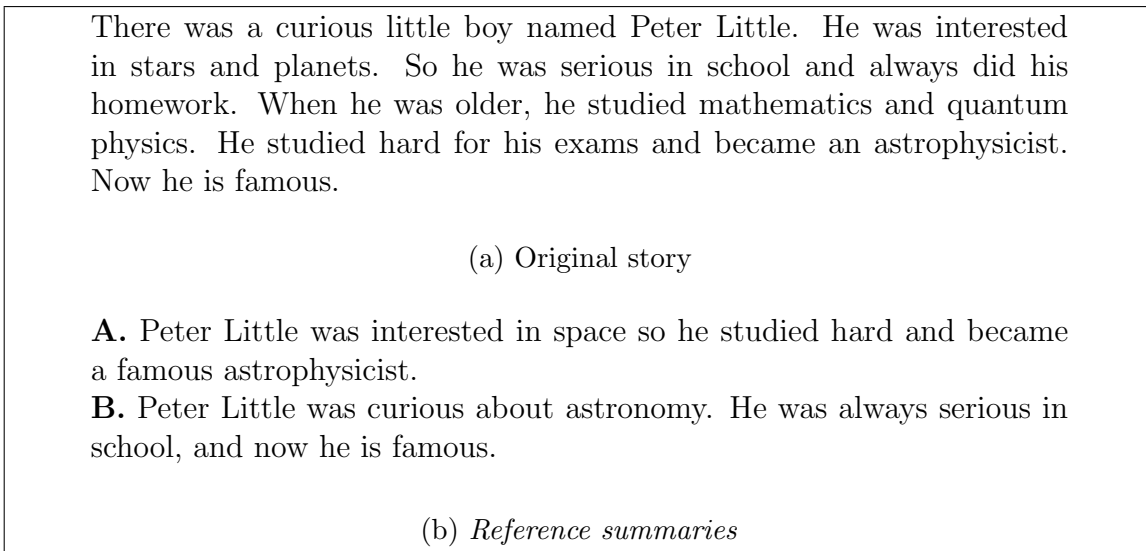 There was a curious little boy named Peter Little. He was interested
in stars and planets. So he was serious in school and always did his
homework. When he was older, he studied mathematics and quantum
physics. He studied hard for his exams and became an astrophysicist.
Now he is famous.
(a) Original story
A. Peter Little was interested in space so he studied hard and became
a famous astrophysicist.
B. Peter Little was curious about astronomy. He was always serious in
school, and now he is famous.
(b) Reference summaries